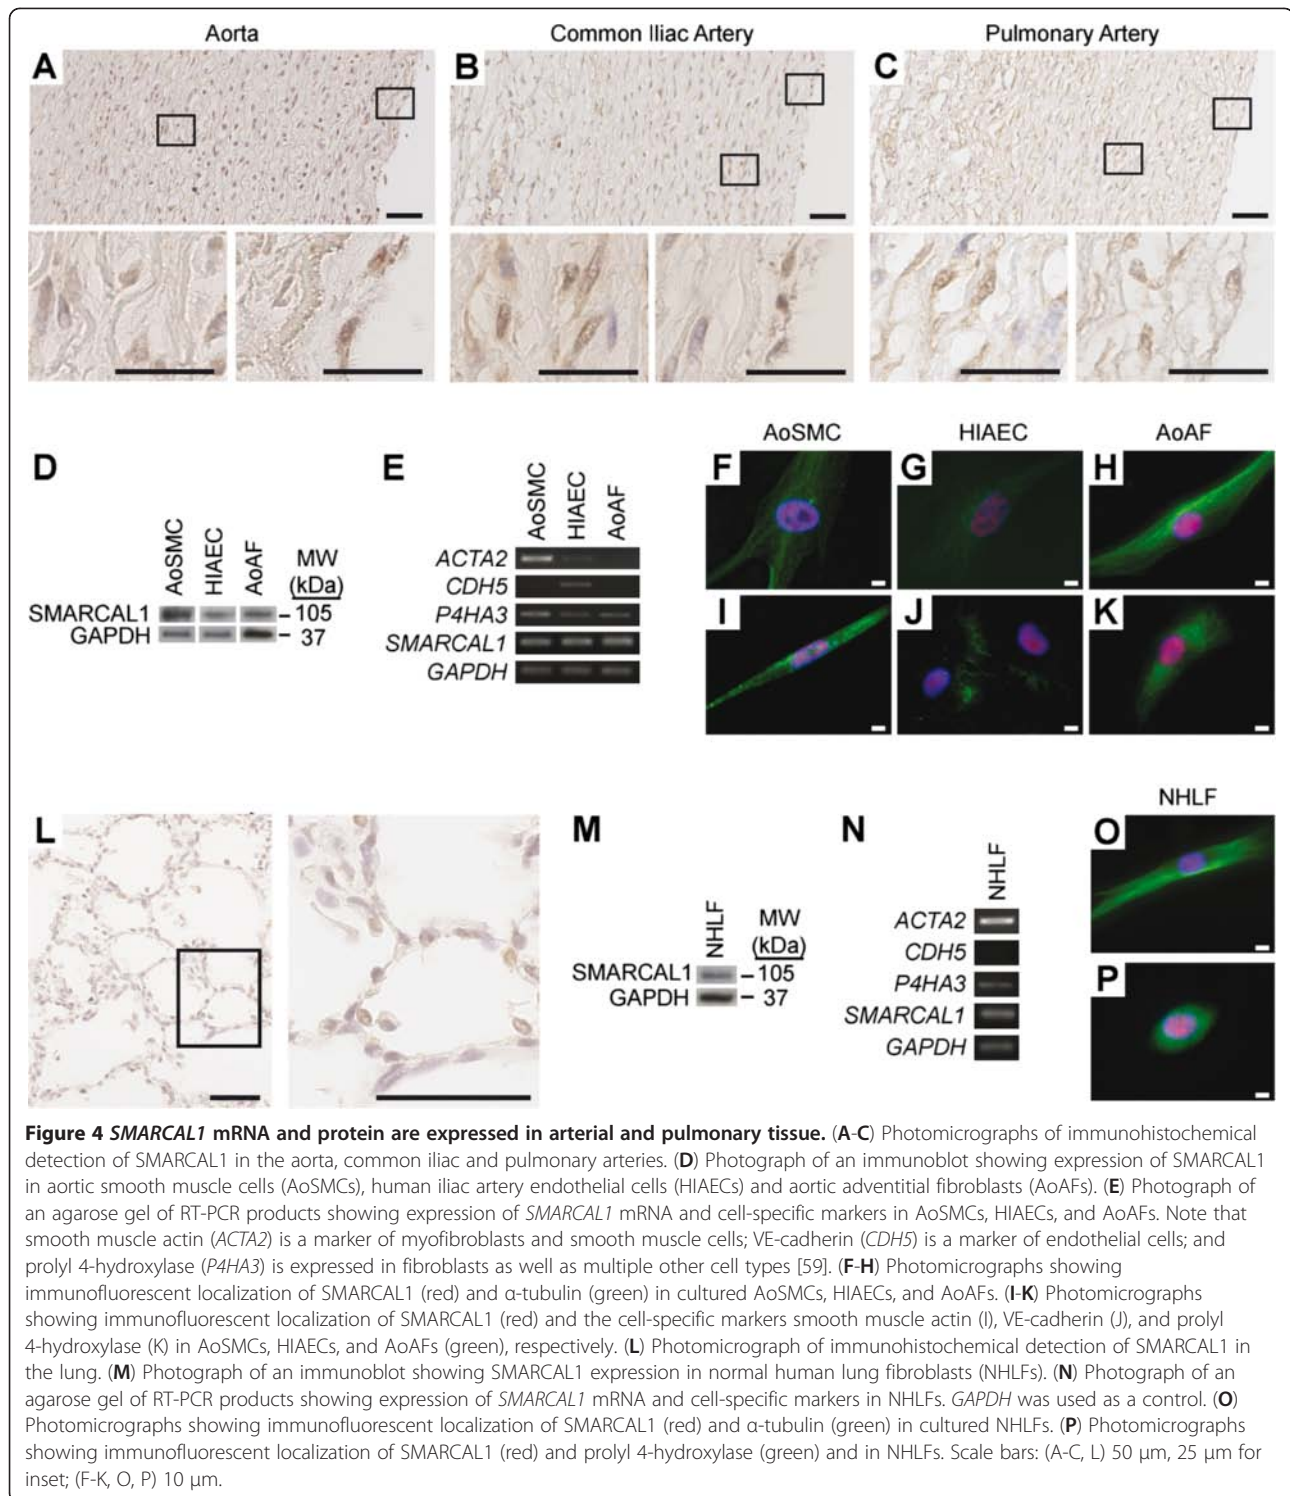 Aorta
Common Iliac Artery
Pulmonary Artery
A
B
C
D
AoSMC
HIAEC
AoAF
MW
(kDa)
SMARCAL1
– 105
GAPDH
– 37
E
AoSMC
HIAEC
AoAF
ACTA2
CDH5
P4HA3
SMARCAL1
GAPDH
AoSMC
HIAEC
AoAF
F
G
H
I
J
K
L
M
NHLF
MW
(kDa)
SMARCAL1
– 105
GAPDH
– 37
N
NHLF
ACTA2
CDH5
P4HA3
SMARCAL1
GAPDH
NHLF
O
P
Figure 4 SMARCAL1 mRNA and protein are expressed in arterial and pulmonary tissue. (A-C) Photomicrographs of immunohistochemical
detection of SMARCAL1 in the aorta, common iliac and pulmonary arteries. (D) Photograph of an immunoblot showing expression of SMARCAL1
in aortic smooth muscle cells (AoSMCs), human iliac artery endothelial cells (HIAECs) and aortic adventitial fibroblasts (AoAFs). (E) Photograph of
an agarose gel of RT-PCR products showing expression of SMARCAL1 mRNA and cell-specific markers in AoSMCs, HIAECs, and AoAFs. Note that
smooth muscle actin (ACTA2) is a marker of myofibroblasts and smooth muscle cells; VE-cadherin (CDH5) is a marker of endothelial cells; and
prolyl 4-hydroxylase (P4HA3) is expressed in fibroblasts as well as multiple other cell types [59]. (F-H) Photomicrographs showing
immunofluorescent localization of SMARCAL1 (red) and α-tubulin (green) in cultured AoSMCs, HIAECs, and AoAFs. (I-K) Photomicrographs
showing immunofluorescent localization of SMARCAL1 (red) and the cell-specific markers smooth muscle actin (I), VE-cadherin (J), and prolyl
4-hydroxylase (K) in AoSMCs, HIAECs, and AoAFs (green), respectively. (L) Photomicrograph of immunohistochemical detection of SMARCAL1 in
the lung. (M) Photograph of an immunoblot showing SMARCAL1 expression in normal human lung fibroblasts (NHLFs). (N) Photograph of an
agarose gel of RT-PCR products showing expression of SMARCAL1 mRNA and cell-specific markers in NHLFs. GAPDH was used as a control. (O)
Photomicrographs showing immunofluorescent localization of SMARCAL1 (red) and α-tubulin (green) in cultured NHLFs. (P) Photomicrographs
showing immunofluorescent localization of SMARCAL1 (red) and prolyl 4-hydroxylase (green) and in NHLFs. Scale bars: (A-C, L) 50 μm, 25 μm for
inset; (F-K, O, P) 10 μm.